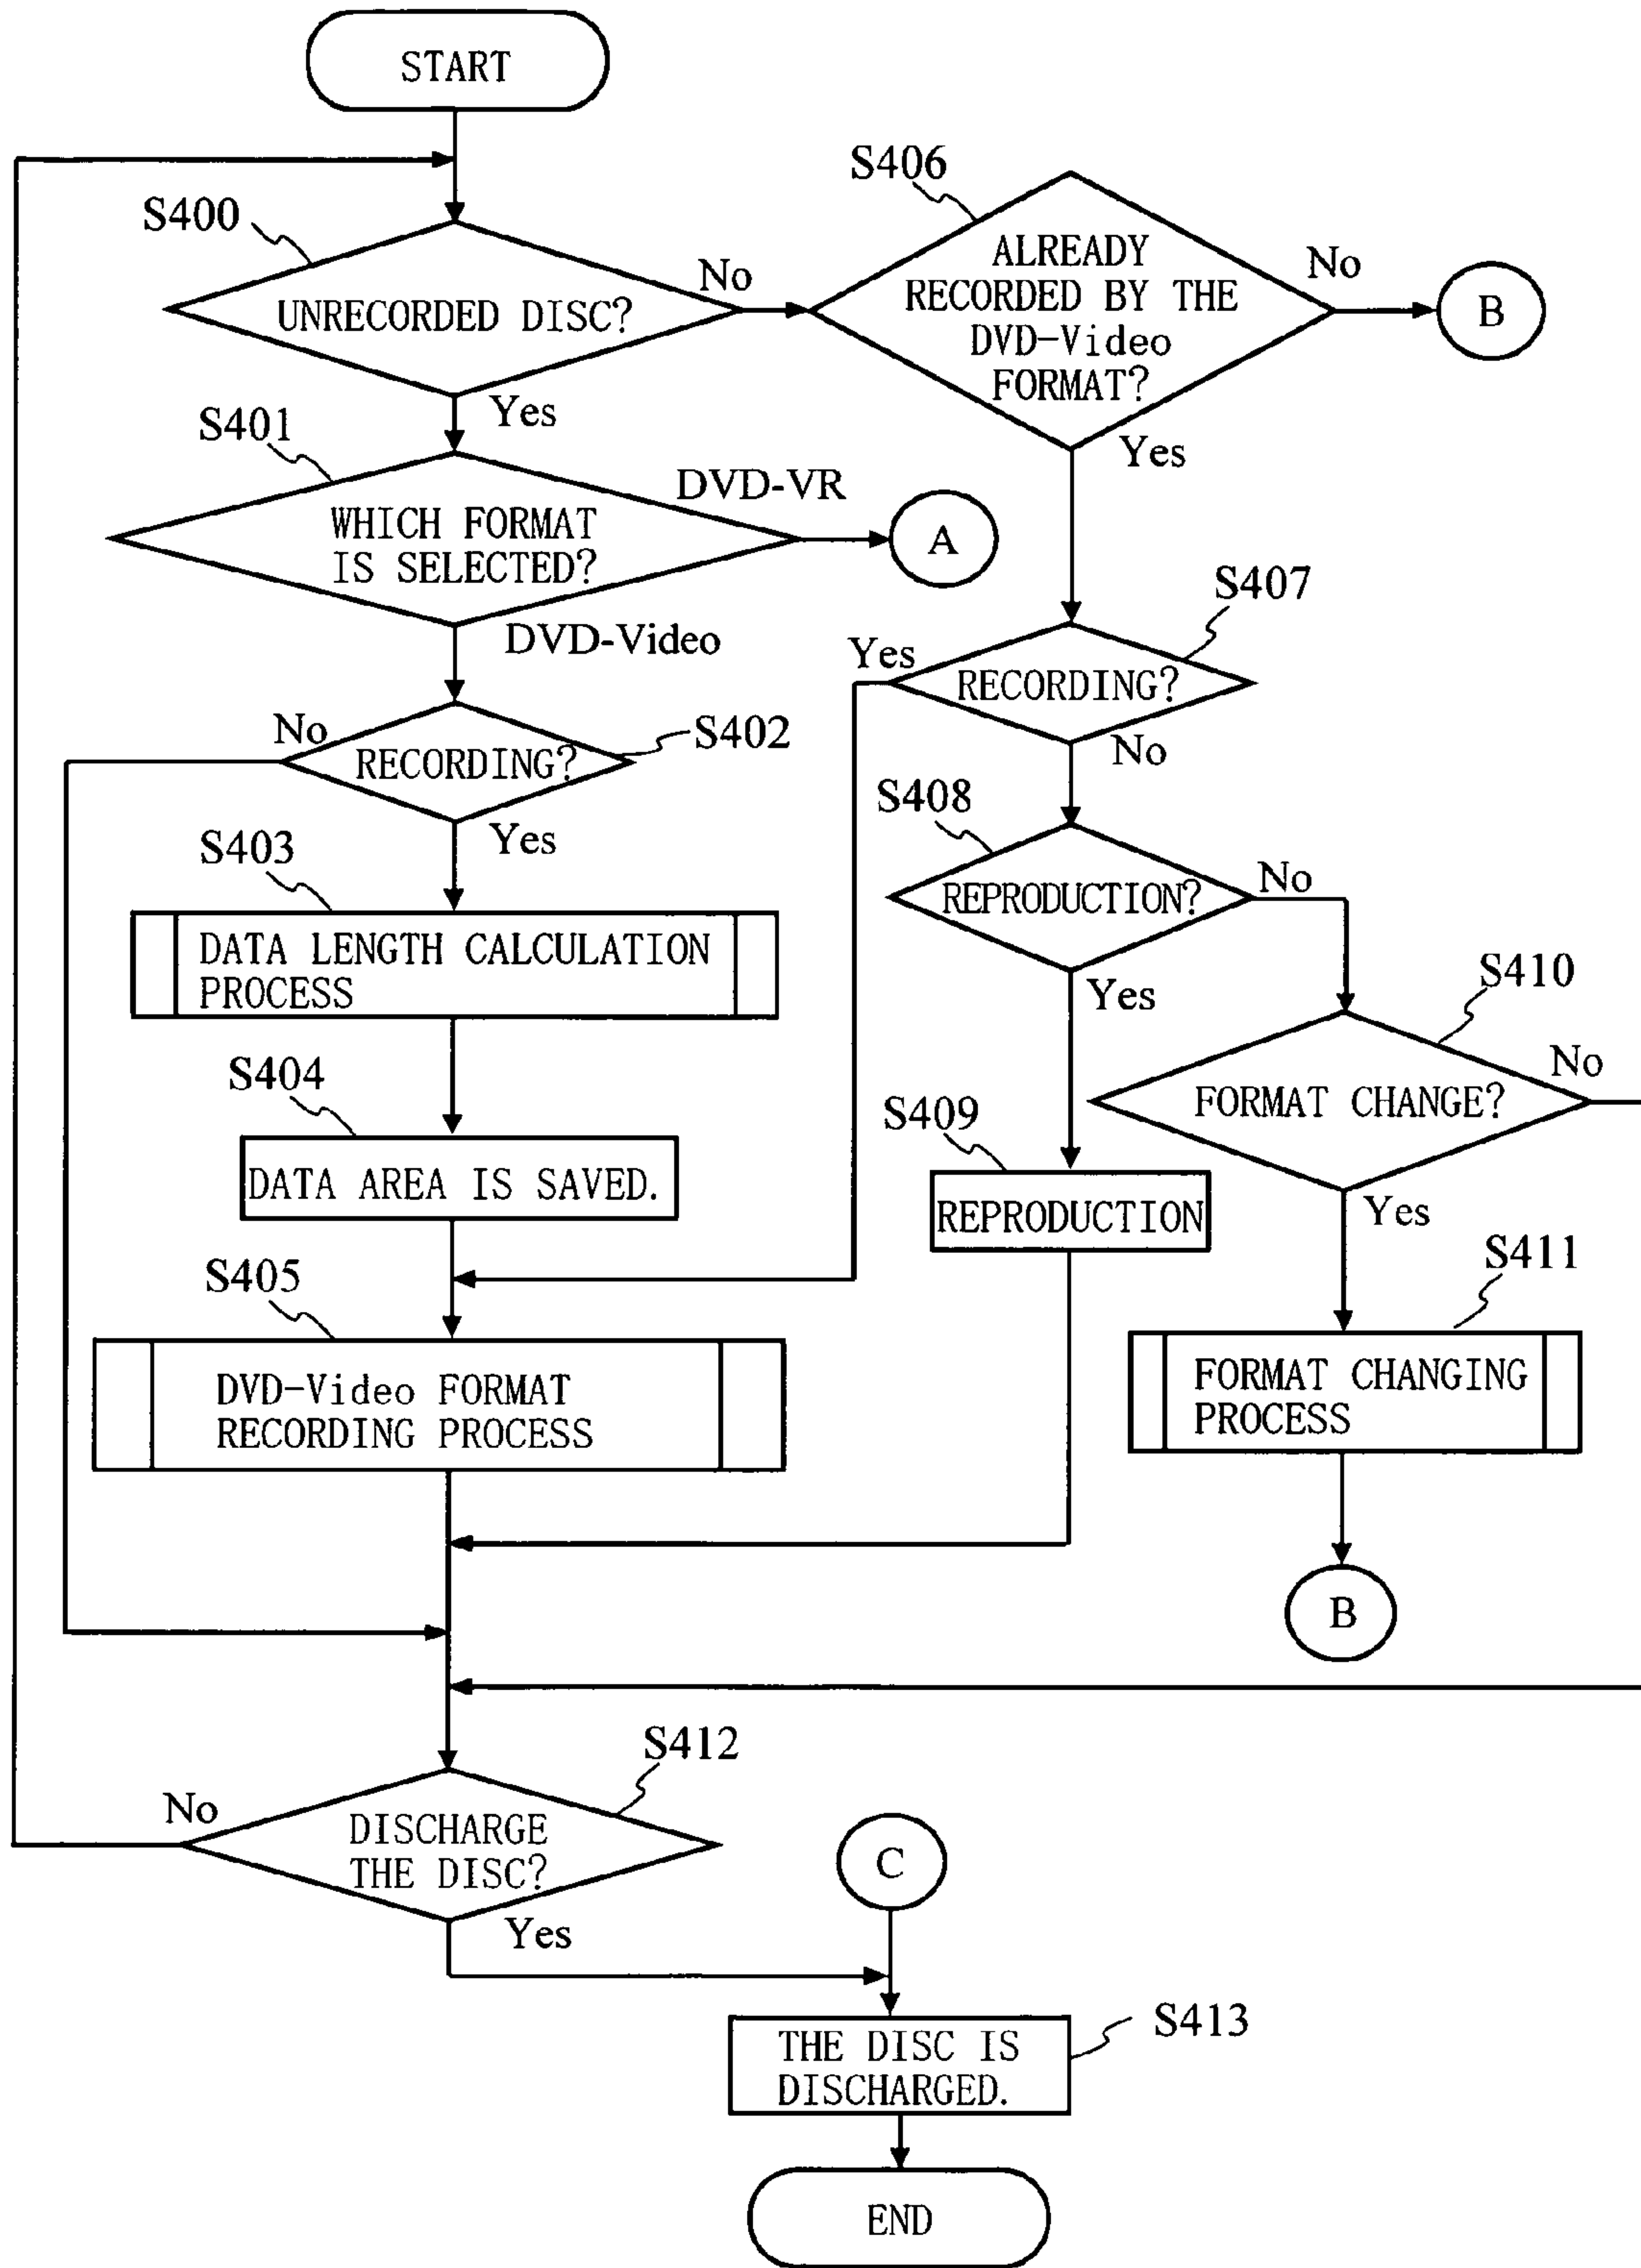 START
S400
UNRECORDED DISC?
No
Yes
S406
ALREADY
RECORDED BY THE
DVD-Video
FORMAT?
No
B
Yes
S401
WHICH FORMAT
IS SELECTED?
DVD-VR
A
DVD-Video
S407
Yes
RECORDING?
No
No
RECORDING?
S402
Yes
S408
REPRODUCTION?
No
Yes
S403
DATA LENGTH CALCULATION
PROCESS
S410
FORMAT CHANGE?
No
Yes
S404
DATA AREA IS SAVED.
S409
REPRODUCTION
S405
DVD-Video FORMAT
RECORDING PROCESS
S411
FORMAT CHANGING
PROCESS
B
S412
No
DISCHARGE
THE DISC?
Yes
C
S413
THE DISC IS
DISCHARGED.
END